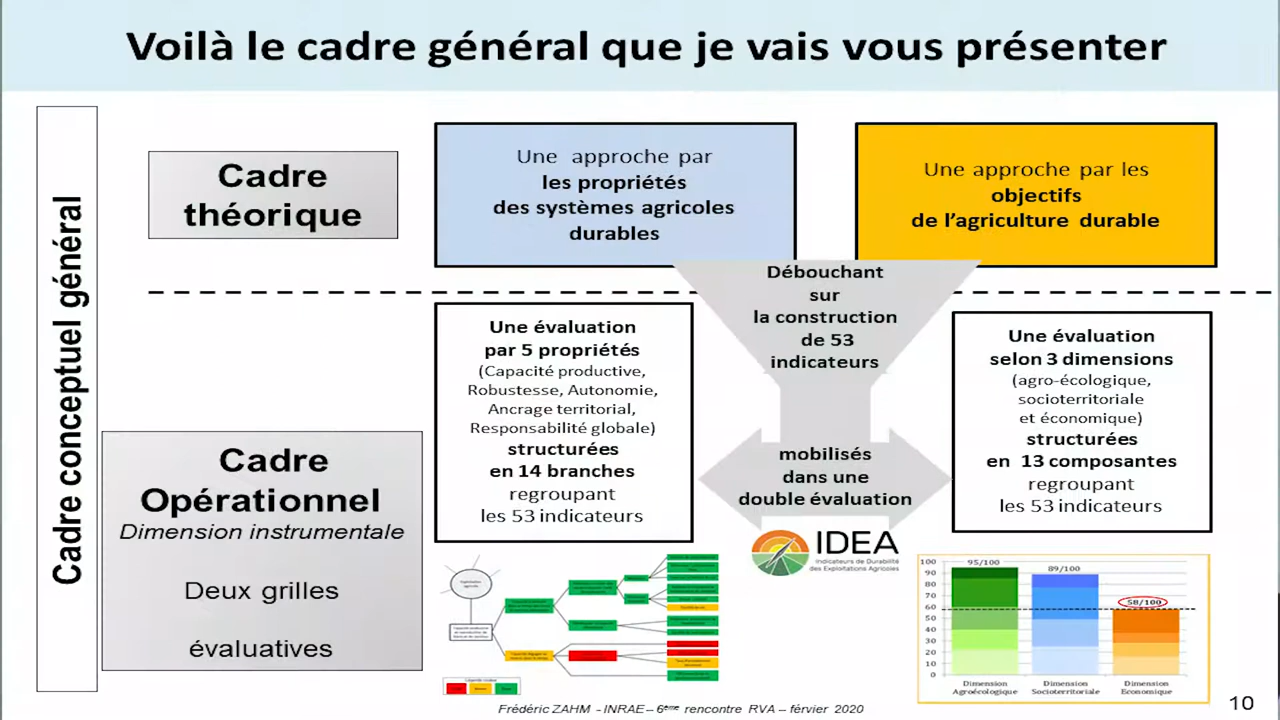 Voilà le cadre général que je vais vous présenter
Cadre conceptuel général
Cadre
théorique
Une approche par
les propriétés
des systèmes agricoles
durables
Une approche par les
objectifs
de l’agriculture durable
Débouchant
sur
la construction
de 53
indicateurs
Une évaluation
par 5 propriétés
(Capacité productive,
Robustesse, Autonomie,
Ancrage territorial,
Responsabilité globale)
structurées
en 14 branches
regroupant
les 53 indicateurs
Une évaluation
selon 3 dimensions
(agro-écologique,
socioterritoriale
et économique)
structurées
en 13 composantes
regroupant
les 53 indicateurs
Cadre
Opérationnel
Dimension instrumentale
Deux grilles
évaluatives
mobilisés
dans une
double évaluation
IDEA
Indicateurs de Durabilité
des Exploitations Agricoles
100
90
80
70
60
50
40
30
20
10
0
95/100
89/100
58/100
Dimension
Agroécologique
Dimension
Socioterritoriale
Dimension
Economique
Frédéric ZAHM - INRAE – 6ème rencontre RVA – férvier 2020
10